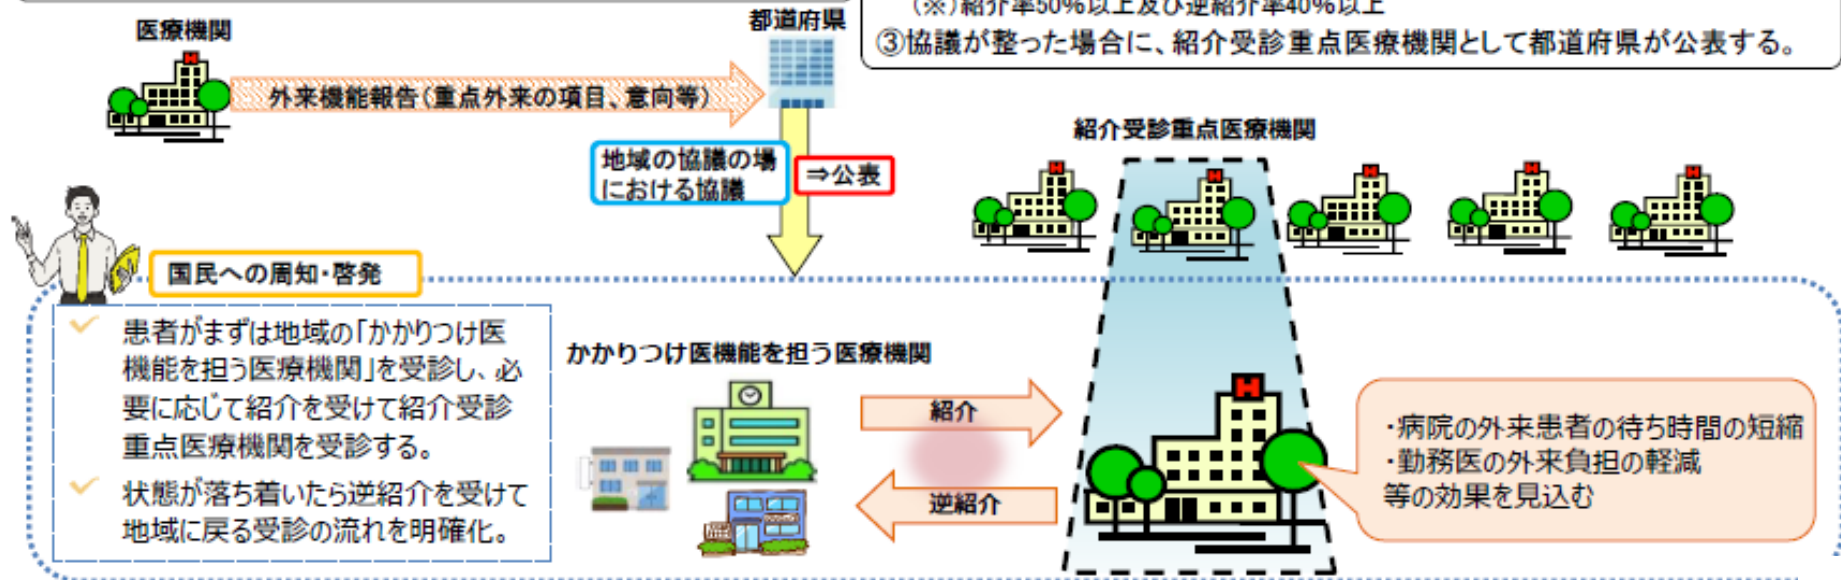 (※)紹介率50%以上及び逆紹介率40%以上
③協議が整った場合に、紹介受診重点医療機関として都道府県が公表する。
医療機関
都道府県
外来機能報告(重点外来の項目、意向等)
地域の協議の場
における協議
⇒公表
紹介受診重点医療機関
国民への周知・啓発
患者がまずは地域の「かかりつけ医
機能を担う医療機関」を受診し、必
要に応じて紹介を受けて紹介受診
重点医療機関を受診する。
状態が落ち着いたら逆紹介を受けて
地域に戻る受診の流れを明確化。
かかりつけ医機能を担う医療機関
紹介
逆紹介
・病院の外来患者の待ち時間の短縮
・勤務医の外来負担の軽減
等の効果を見込む